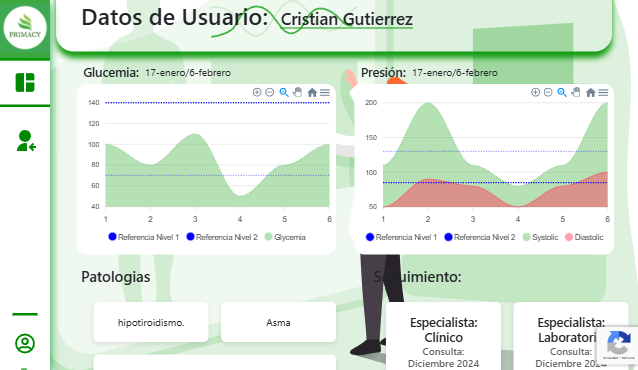 PRIMACY
Datos de Usuario: Cristian Gutierrez
Glucemia: 17-enero/6-febrero
140
120
100
80
60
40
1 2 3 4 5 6
Referencia Nivel 1 Referencia Nivel 2 Glycemia
Presión: 17-enero/6-febrero
200
150
100
50
1 2 3 4 5 6
Referencia Nivel 1 Referencia Nivel 2 Systolic Diastolic
Patologias
hipotiroidismo.
Asma
Seguimiento:
Especialista:
Clínico
Consulta:
Diciembre 2024
Especialista:
Laboratori
Consulta:
Diciembre 2024